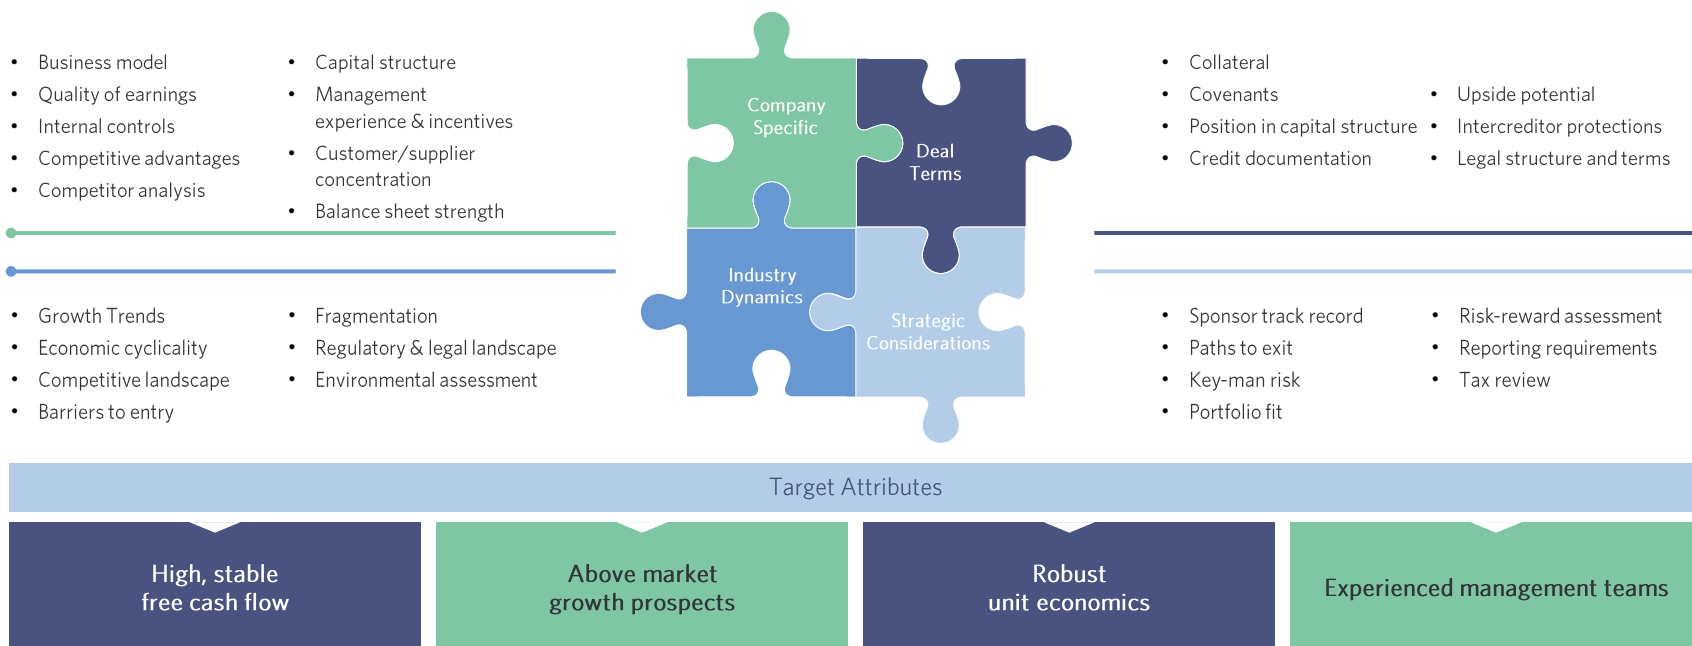 • Business model
• Quality of earnings
• Internal controls
• Competitive advantages
• Competitor analysis
• Capital structure
• Management
experience & incentives
• Customer/supplier
concentration
• Balance sheet strength
Company
Specific
Deal
Terms
• Collateral
• Covenants
• Position in capital structure
• Credit documentation
• Upside potential
• Intercreditor protections
• Legal structure and terms
• Growth Trends
• Economic cyclicality
• Competitive landscape
• Barriers to entry
• Fragmentation
• Regulatory & legal landscape
• Environmental assessment
Industry
Dynamics
Strategic
Considerations
• Sponsor track record
• Paths to exit
• Key-man risk
• Portfolio fit
• Risk-reward assessment
• Reporting requirements
• Tax review
Target Attributes
High, stable
free cash flow
Above market
growth prospects
Robust
unit economics
Experienced management teams